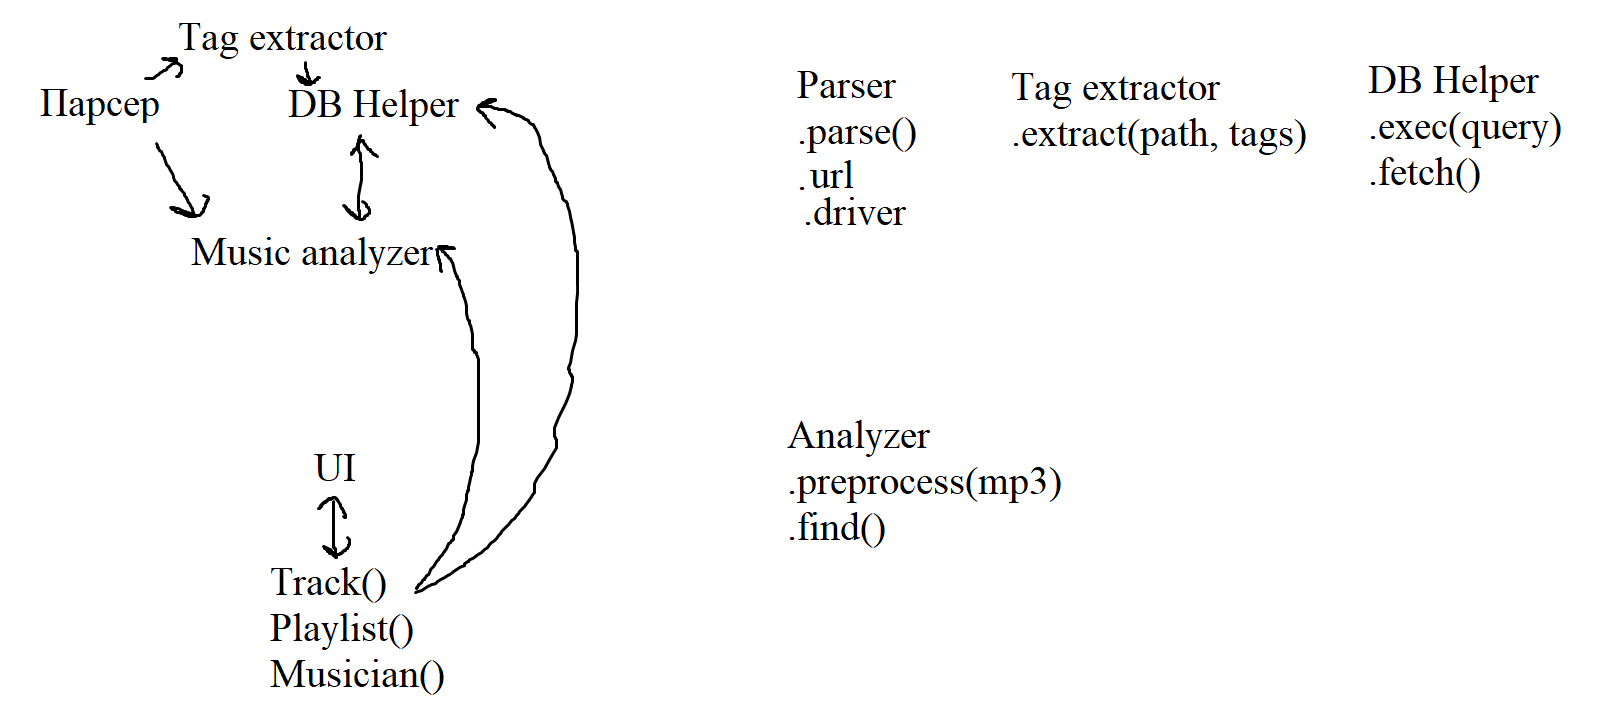 Tag extractor
Парсер
DB Helper
Music analyzer
UI
Track()
Playlist()
Musician()
Parser
.parse()
.url
.driver
Tag extractor
.extract(path, tags)
DB Helper
.exec(query)
.fetch()
Analyzer
.preprocess(mp3)
.find()